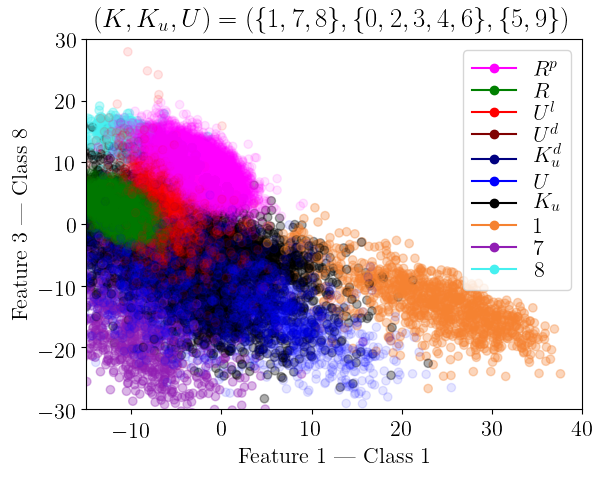 (K, K_u, U) = ({1, 7, 8}, {0, 2, 3, 4, 6}, {5, 9})
30
20
10
0
−10
−20
−30
Feature 3 — Class 8
R^p
R
U^l
U^d
K_u^d
U
K_u
1
7
8
−10
0
10
20
30
40
Feature 1 — Class 1